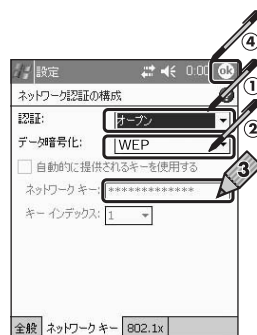 ④
設定 0:00 ok
ネットワーク認証の構成
認証: オープン ①
データ暗号化: WEP ②
自動的に提供されるキーを使用する
ネットワーク キー: ************* 3
キー インデックス: 1
全般 ネットワーク キー 802.1x